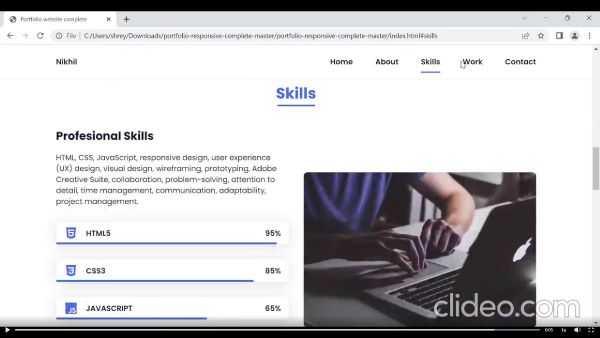 Portfolio website complete
File C:/Users/shrey/Downloads/portfolio-responsive-complete-master/portfolio-responsive-complete-master/index.html#skills
Nikhil Home About Skills Work Contact
Skills
Profesional Skills
HTML, CSS, JavaScript, responsive design, user experience
(UX) design, visual design, wireframing, prototyping, Adobe
Creative Suite, collaboration, problem-solving, attention to
detail, time management, communication, adaptability,
project management.
HTML5 95%
CSS3 85%
JS JAVASCRIPT 65%
clideo.com
0:05 1x